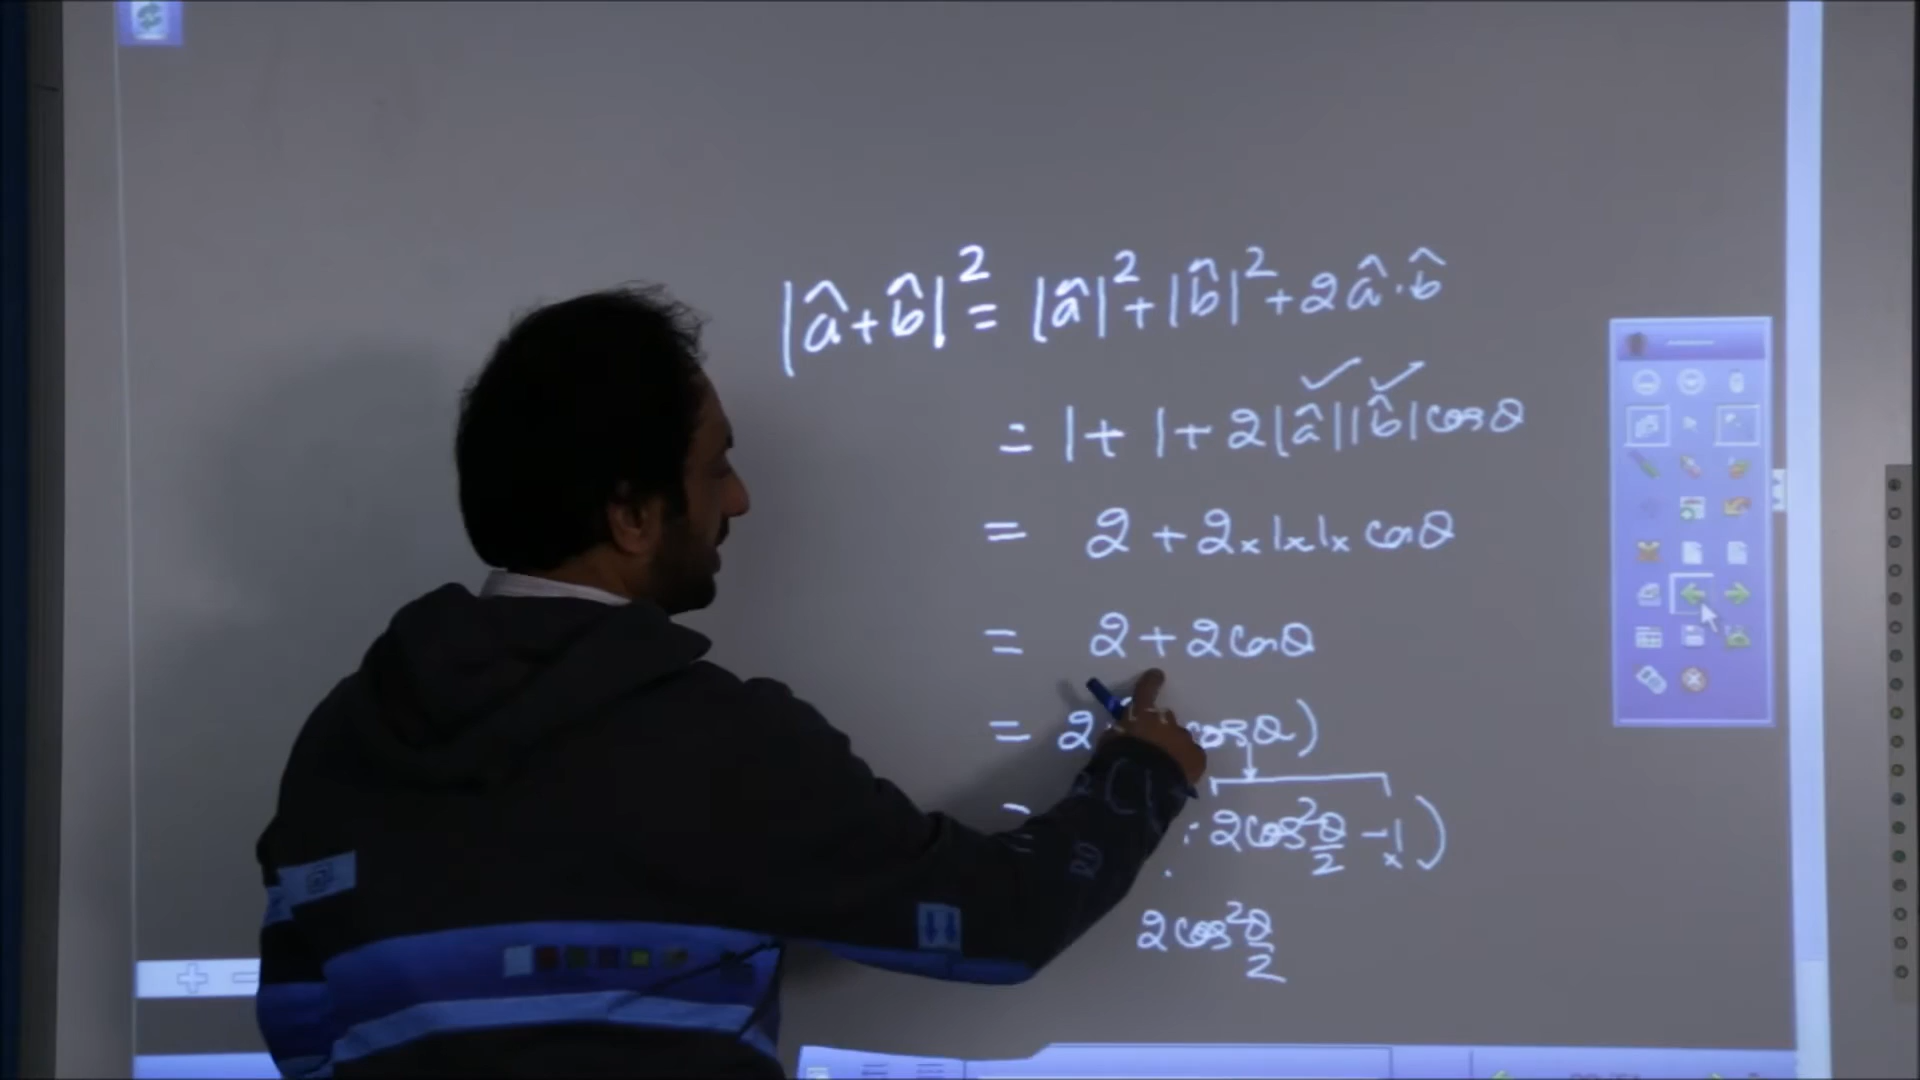 |â+b̂|² = |â|²+|b̂|²+2â·b̂
= 1+1+2|â||b̂|cosθ
= 2+2×1×1×cosθ
= 2+2cosθ
= 2 cosθ)
= (1 2cos²θ/2 -1)
2cos²θ/2